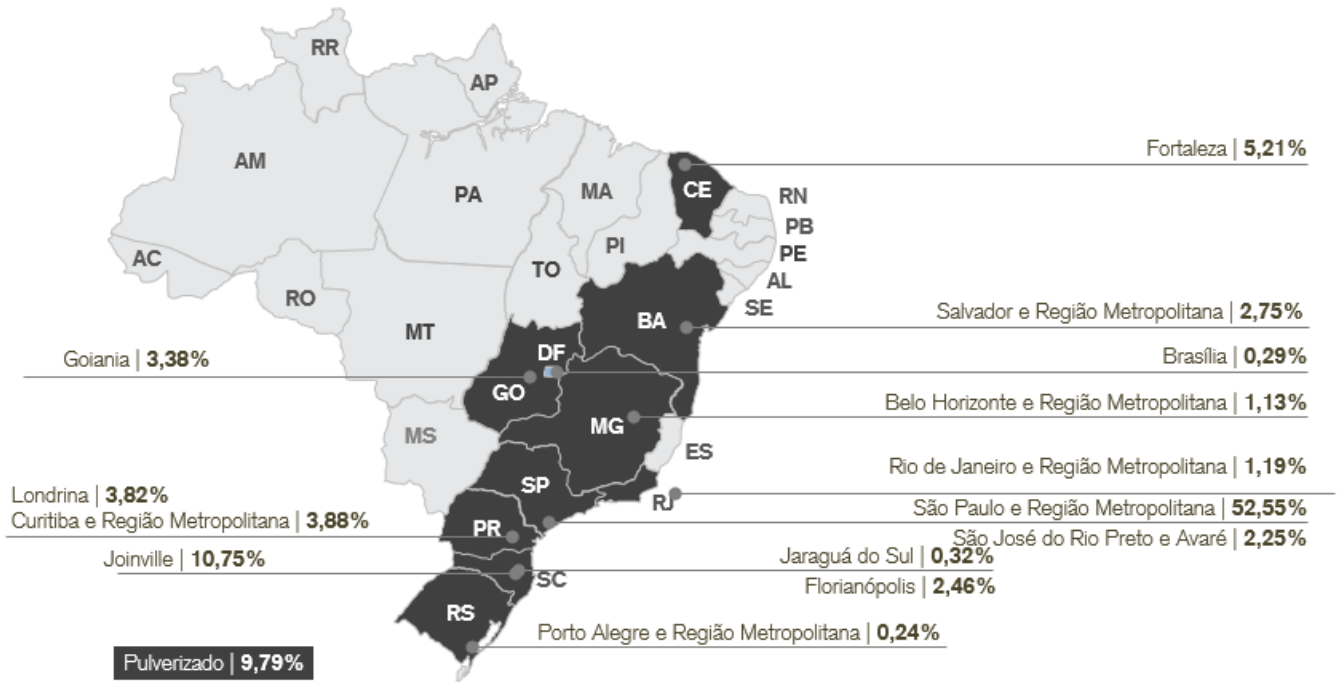 RR
AP
AM
PA
MA
CE
RN
PB
PE
AL
SE
PI
AC
TO
RO
MT
BA
DF
GO
MG
MS
ES
SP
RJ
PR
SC
RS
Fortaleza | 5,21%
Salvador e Região Metropolitana | 2,75%
Goiania | 3,38%
Brasília | 0,29%
Belo Horizonte e Região Metropolitana | 1,13%
Rio de Janeiro e Região Metropolitana | 1,19%
Londrina | 3,82%
Curitiba e Região Metropolitana | 3,88%
São Paulo e Região Metropolitana | 52,55%
São José do Rio Preto e Avaré | 2,25%
Joinville | 10,75%
Jaraguá do Sul | 0,32%
Florianópolis | 2,46%
Porto Alegre e Região Metropolitana | 0,24%
Pulverizado | 9,79%